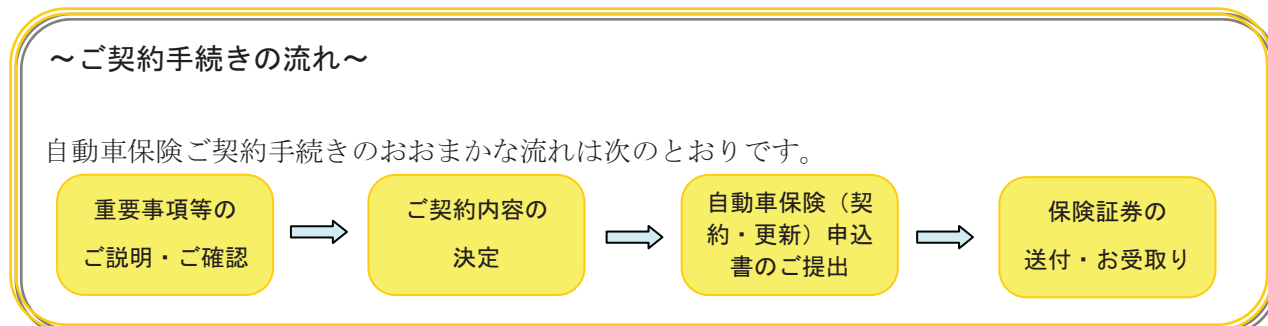 ～ご契約手続きの流れ～
自動車保険ご契約手続きのおおまかな流れは次のとおりです。
重要事項等の
ご説明・ご確認
ご契約内容の
決定
自動車保険（契
約・更新）申込
書のご提出
保険証券の
送付・お受取り